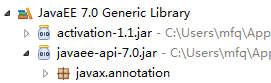 JavaEE 7.0 Generic Library
activation-1.1.jar - C:\Users\mfq\App
javaee-api-7.0.jar - C:\Users\mfq\App
javax.annotation